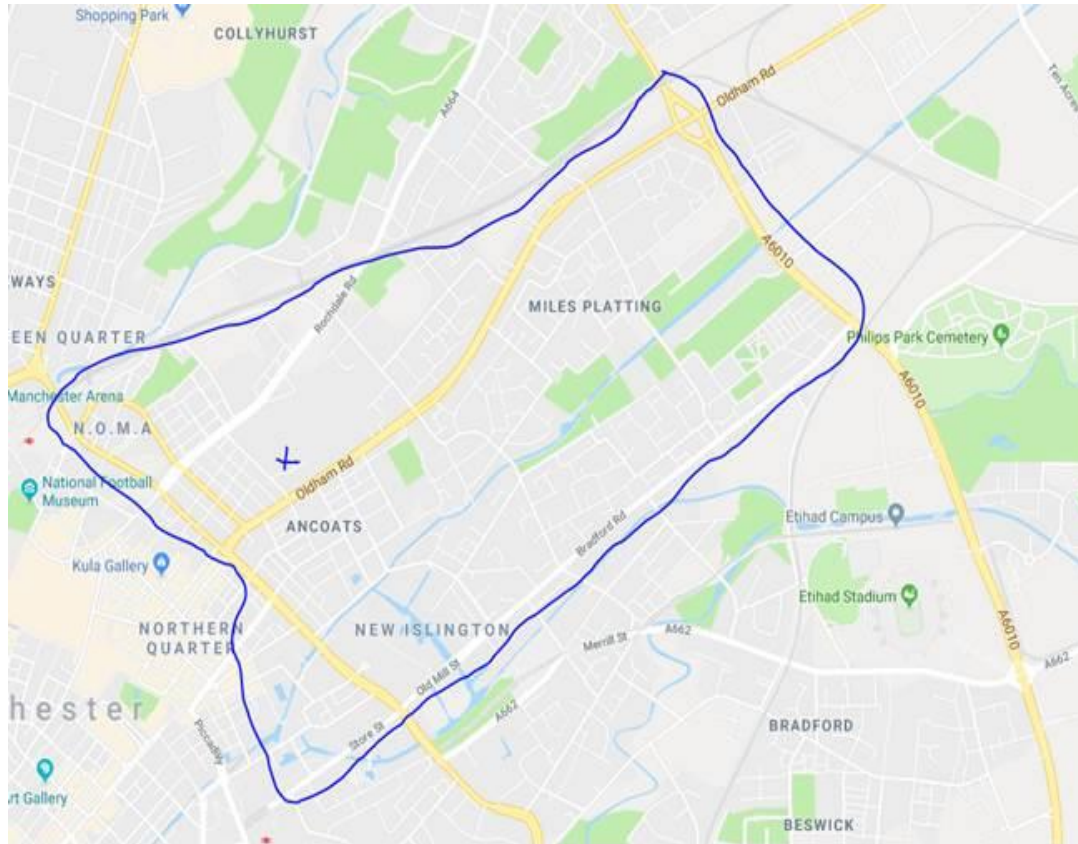 Shopping Park
COLLYHURST
A664
Oldham Rd
Ten Acres
WAYS
Rochdale Rd
MILES PLATTING
A6010
EEN QUARTER
Philips Park Cemetery
Manchester Arena
N.O.M.A
A6010
National Football
Museum
Oldham Rd
ANCOATS
Bradford Rd
Etihad Campus
Kula Gallery
Etihad Stadium
NORTHERN
QUARTER
NEW ISLINGTON
Merrill St
A662
A6010
A662
Old Mill St
hester
Piccadilly
Store St
A662
BRADFORD
rt Gallery
BESWICK